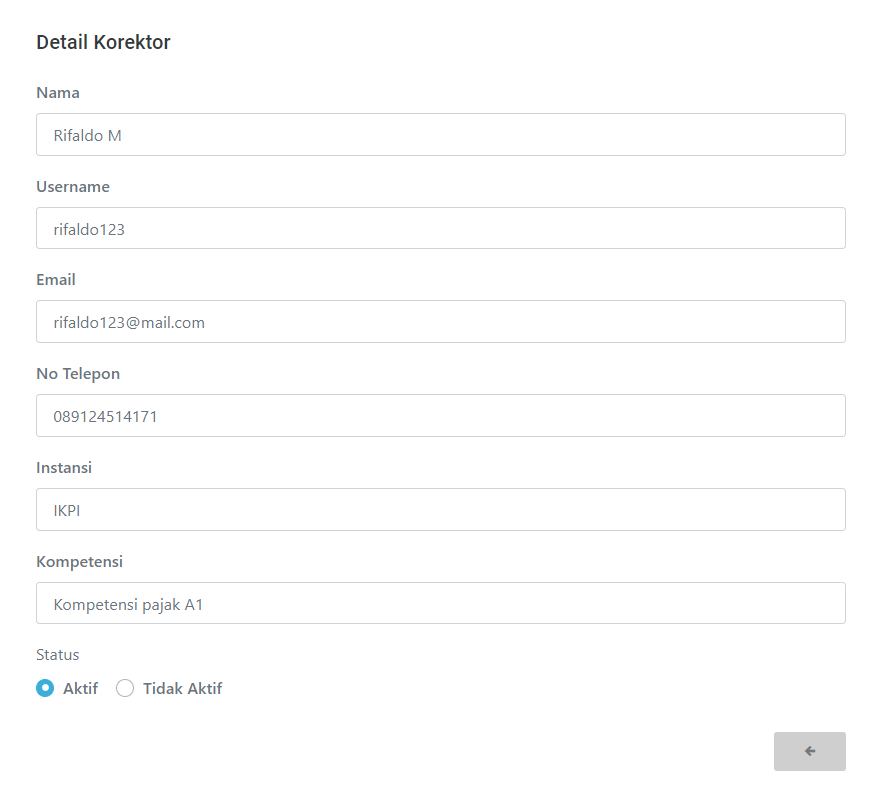 Detail Korektor
Nama
Rifaldo M
Username
rifaldo123
Email
rifaldo123@mail.com
No Telepon
089124514171
Instansi
IKPI
Kompetensi
Kompetensi pajak A1
Status
Aktif Tidak Aktif